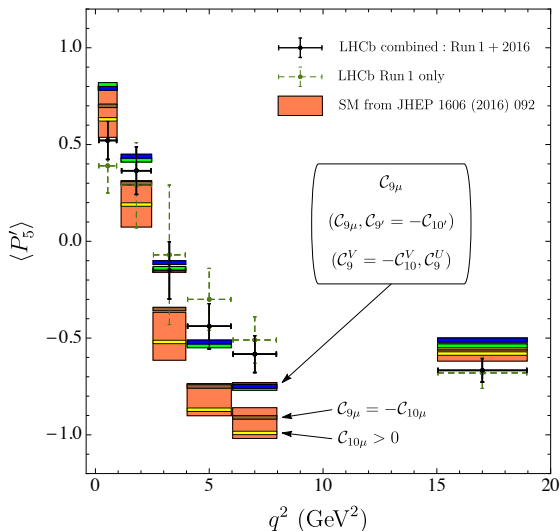 LHCb combined : Run 1 + 2016
LHCb Run 1 only
SM from JHEP 1606 (2016) 092
𝒞₉μ
(𝒞₉μ, 𝒞₉′ = −𝒞₁₀′)
(𝒞₉ⱽ = −𝒞₁₀ⱽ, 𝒞₉ᵁ)
𝒞₉μ = −𝒞₁₀μ
𝒞₁₀μ > 0
⟨P₅′⟩
1.0
0.5
0.0
−0.5
−1.0
0 5 10 15 20
q² (GeV²)